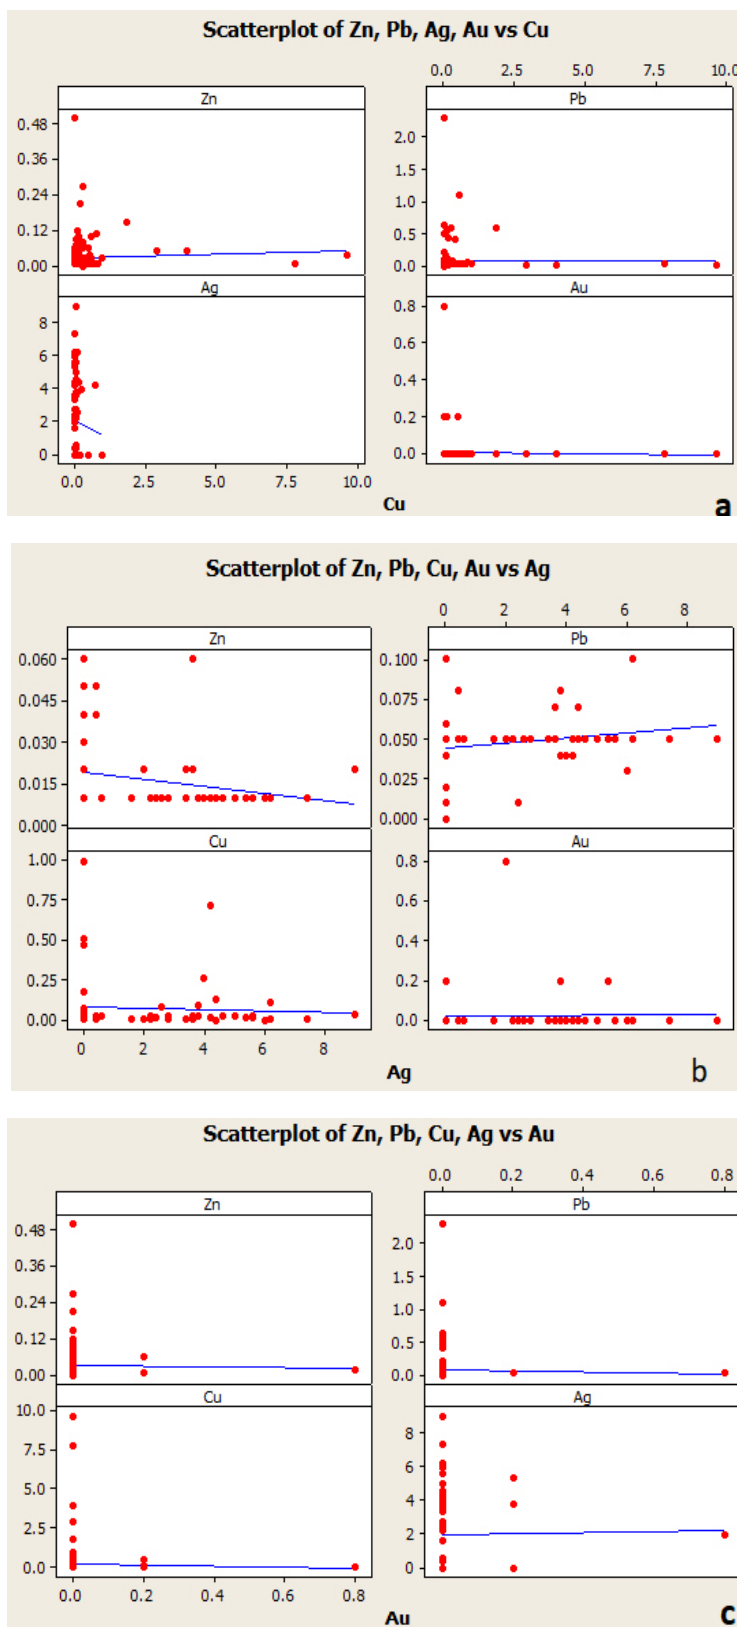 Scatterplot of Zn, Pb, Ag, Au vs Cu
0.0 2.5 5.0 7.5 10.0
Zn Pb
0.48
0.36
0.24
0.12
0.00
2.0
1.5
1.0
0.5
0.0
Ag Au
8
6
4
2
0
0.8
0.6
0.4
0.2
0.0
0.0 2.5 5.0 7.5 10.0
Cu
a
Scatterplot of Zn, Pb, Cu, Au vs Ag
0 2 4 6 8
Zn Pb
0.060
0.045
0.030
0.015
0.000
0.100
0.075
0.050
0.025
0.000
Cu Au
1.00
0.75
0.50
0.25
0.00
0.8
0.6
0.4
0.2
0.0
0 2 4 6 8
Ag
b
Scatterplot of Zn, Pb, Cu, Ag vs Au
0.0 0.2 0.4 0.6 0.8
Zn Pb
0.48
0.36
0.24
0.12
0.00
2.0
1.5
1.0
0.5
0.0
Cu Ag
10.0
7.5
5.0
2.5
0.0
8
6
4
2
0
0.0 0.2 0.4 0.6 0.8
Au
c